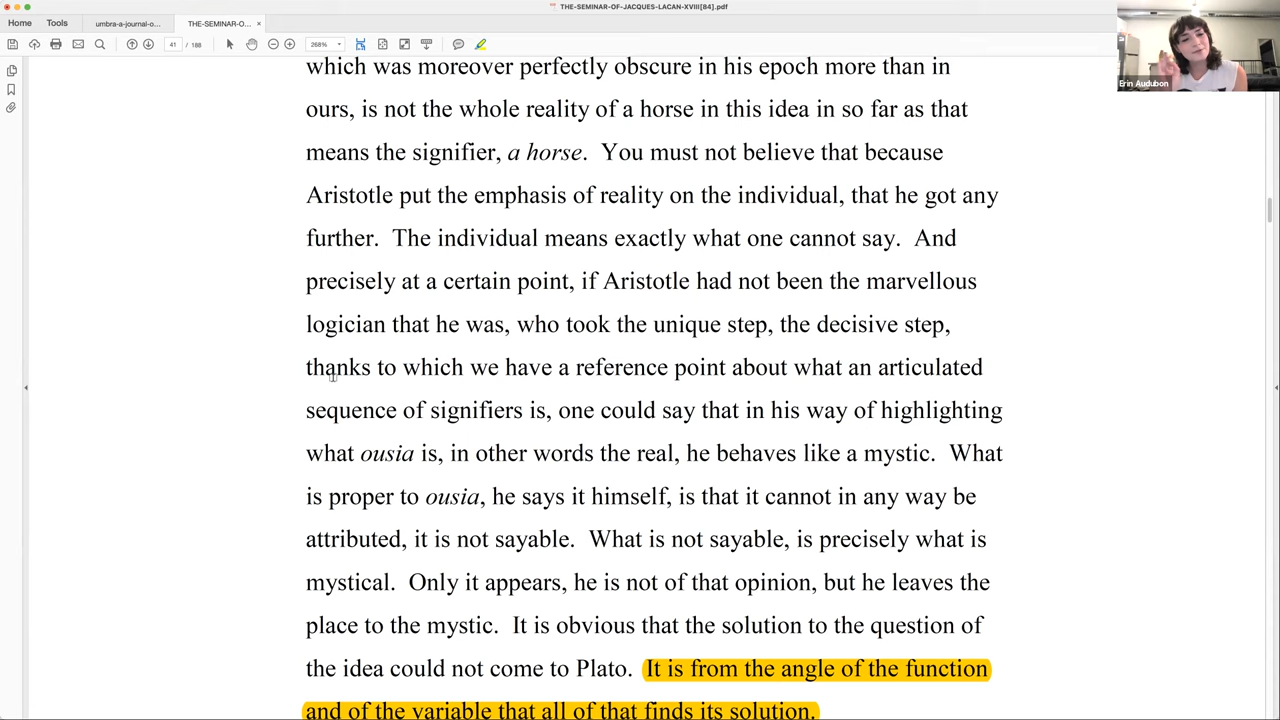 THE-SEMINAR-OF-JACQUES-LACAN-XVIII[84].pdf
Home Tools umbra-a-journal-o... THE-SEMINAR-O... ×
41 / 188 268%
Erin Audubon
which was moreover perfectly obscure in his epoch more than in
ours, is not the whole reality of a horse in this idea in so far as that
means the signifier, a horse. You must not believe that because
Aristotle put the emphasis of reality on the individual, that he got any
further. The individual means exactly what one cannot say. And
precisely at a certain point, if Aristotle had not been the marvellous
logician that he was, who took the unique step, the decisive step,
thanks to which we have a reference point about what an articulated
sequence of signifiers is, one could say that in his way of highlighting
what ousia is, in other words the real, he behaves like a mystic. What
is proper to ousia, he says it himself, is that it cannot in any way be
attributed, it is not sayable. What is not sayable, is precisely what is
mystical. Only it appears, he is not of that opinion, but he leaves the
place to the mystic. It is obvious that the solution to the question of
the idea could not come to Plato. It is from the angle of the function
and of the variable that all of that finds its solution.